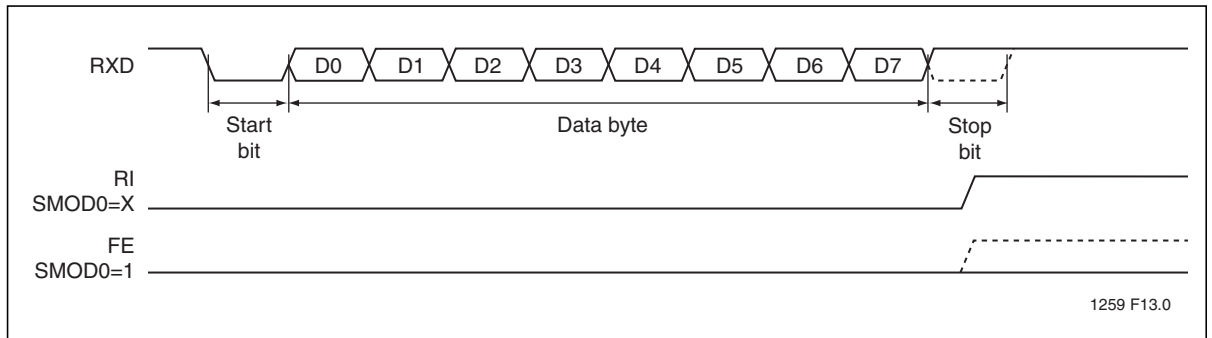 RXD
D0 D1 D2 D3 D4 D5 D6 D7
Start
bit
Data byte
Stop
bit
RI
SMOD0=X
FE
SMOD0=1
1259 F13.0